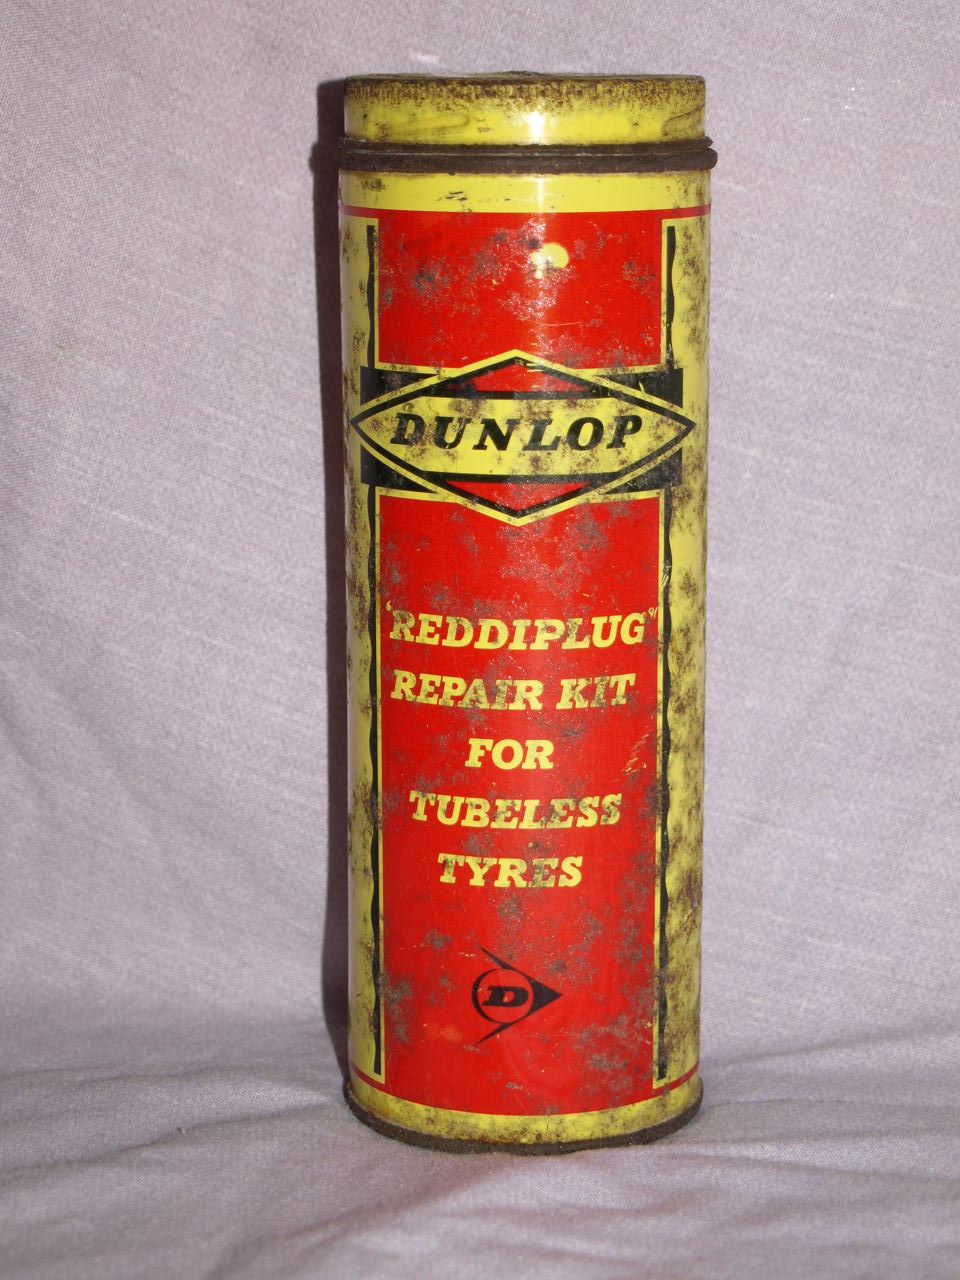 DUNLOP
'REDDIPLUG'
REPAIR KIT
FOR
TUBELESS
TYRES
D